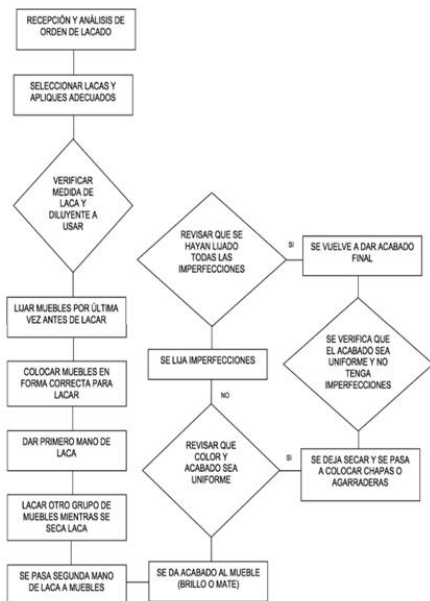 RECEPCIÓN Y ANÁLISIS DE
ORDEN DE LACADO
SELECCIONAR LACAS Y
APLIQUES ADECUADOS
VERIFICAR
MEDIDA DE
LACA Y
DILUYENTE A
USAR
LIJAR MUEBLES POR ÚLTIMA
VEZ ANTES DE LACAR
COLOCAR MUEBLES EN
FORMA CORRECTA PARA
LACAR
DAR PRIMERO MANO DE
LACA
LACAR OTRO GRUPO DE
MUEBLES MIENTRAS SE
SECA LACA
SE PASA SEGUNDA MANO
DE LACA A MUEBLES
SE DA ACABADO AL MUEBLE
(BRILLO O MATE)
REVISAR QUE
COLOR Y
ACABADO SEA
UNIFORME
NO
SE LIJA IMPERFECCIONES
REVISAR QUE SE
HAYAN LIJADO
TODAS LAS
IMPERFECCIONES
SI
SE VUELVE A DAR ACABADO
FINAL
SE VERIFICA QUE
EL ACABADO SEA
UNIFORME Y NO
TENGA
IMPERFECCIONES
SI
SE DEJA SECAR Y SE PASA
A COLOCAR CHAPAS O
AGARRADERAS